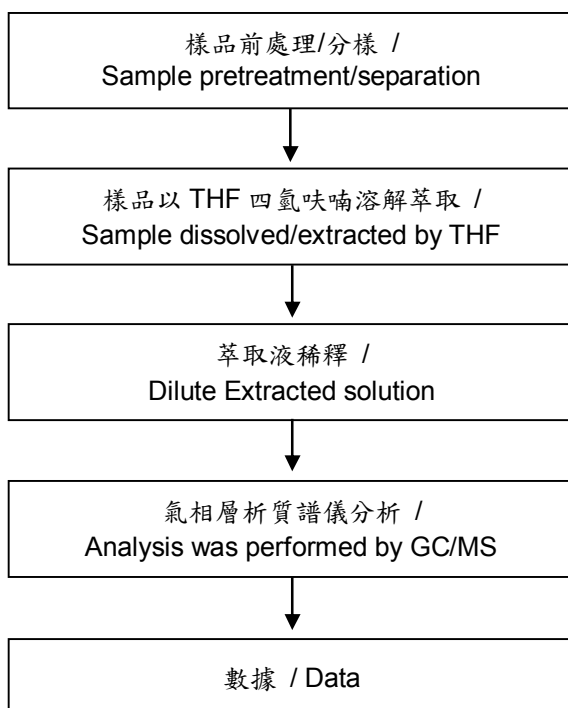 樣品前處理/分樣 /
Sample pretreatment/separation
樣品以 THF 四氫呋喃溶解萃取 /
Sample dissolved/extracted by THF
萃取液稀釋 /
Dilute Extracted solution
氣相層析質譜儀分析 /
Analysis was performed by GC/MS
數據 / Data